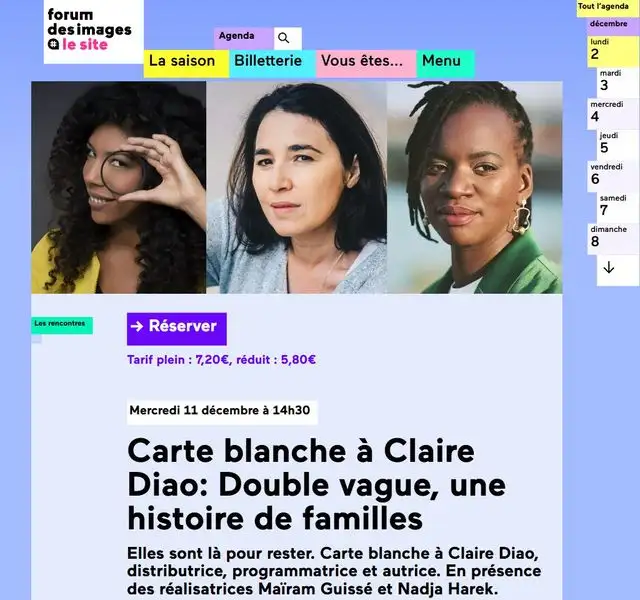 forum
des images
le site
Agenda
La saison
Billetterie
Vous êtes...
Menu
Tout l'agenda
décembre
lundi
2
mardi
3
mercredi
4
jeudi
5
vendredi
6
samedi
7
dimanche
8
↓
Les rencontres
→ Réserver
Tarif plein : 7,20€, réduit : 5,80€
Mercredi 11 décembre à 14h30
Carte blanche à Claire
Diao: Double vague, une
histoire de familles
Elles sont là pour rester. Carte blanche à Claire Diao,
distributrice, programmatrice et autrice. En présence
des réalisatrices Maïram Guissé et Nadja Harek.